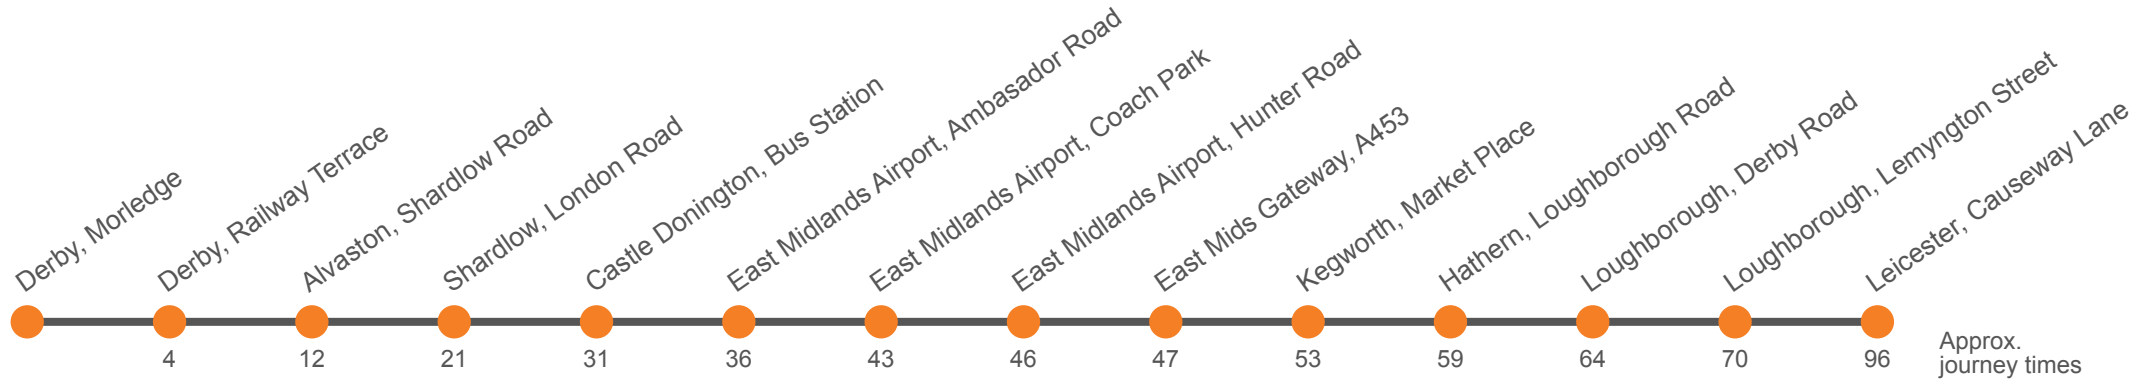 Derby, Morledge
Derby, Railway Terrace
Alvaston, Shardlow Road
Shardlow, London Road
Castle Donington, Bus Station
East Midlands Airport, Ambasador Road
East Midlands Airport, Coach Park
East Midlands Airport, Hunter Road
East Mids Gateway, A453
Kegworth, Market Place
Hathern, Loughborough Road
Loughborough, Derby Road
Loughborough, Lemyngton Street
Leicester, Causeway Lane
4
12
21
31
36
43
46
47
53
59
64
70
96
Approx.
journey times